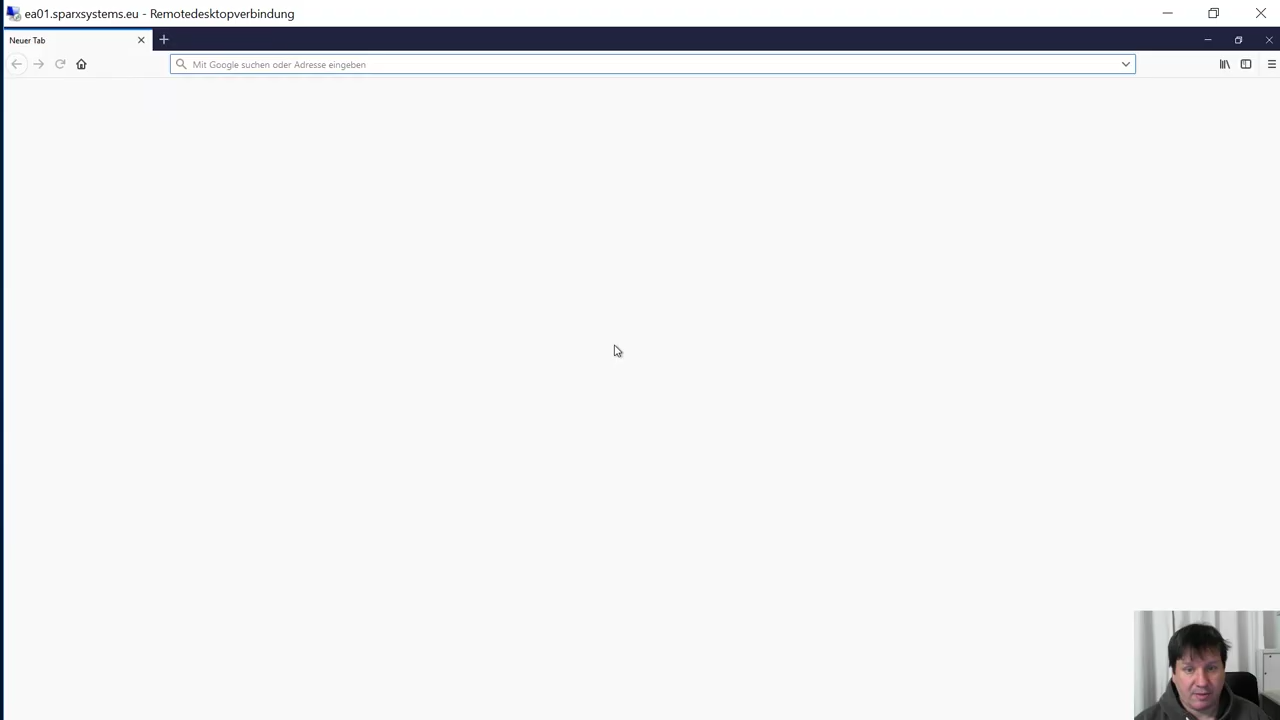 ea01.sparxsystems.eu - Remotedesktopverbindung
Neuer Tab
Mit Google suchen oder Adresse eingeben